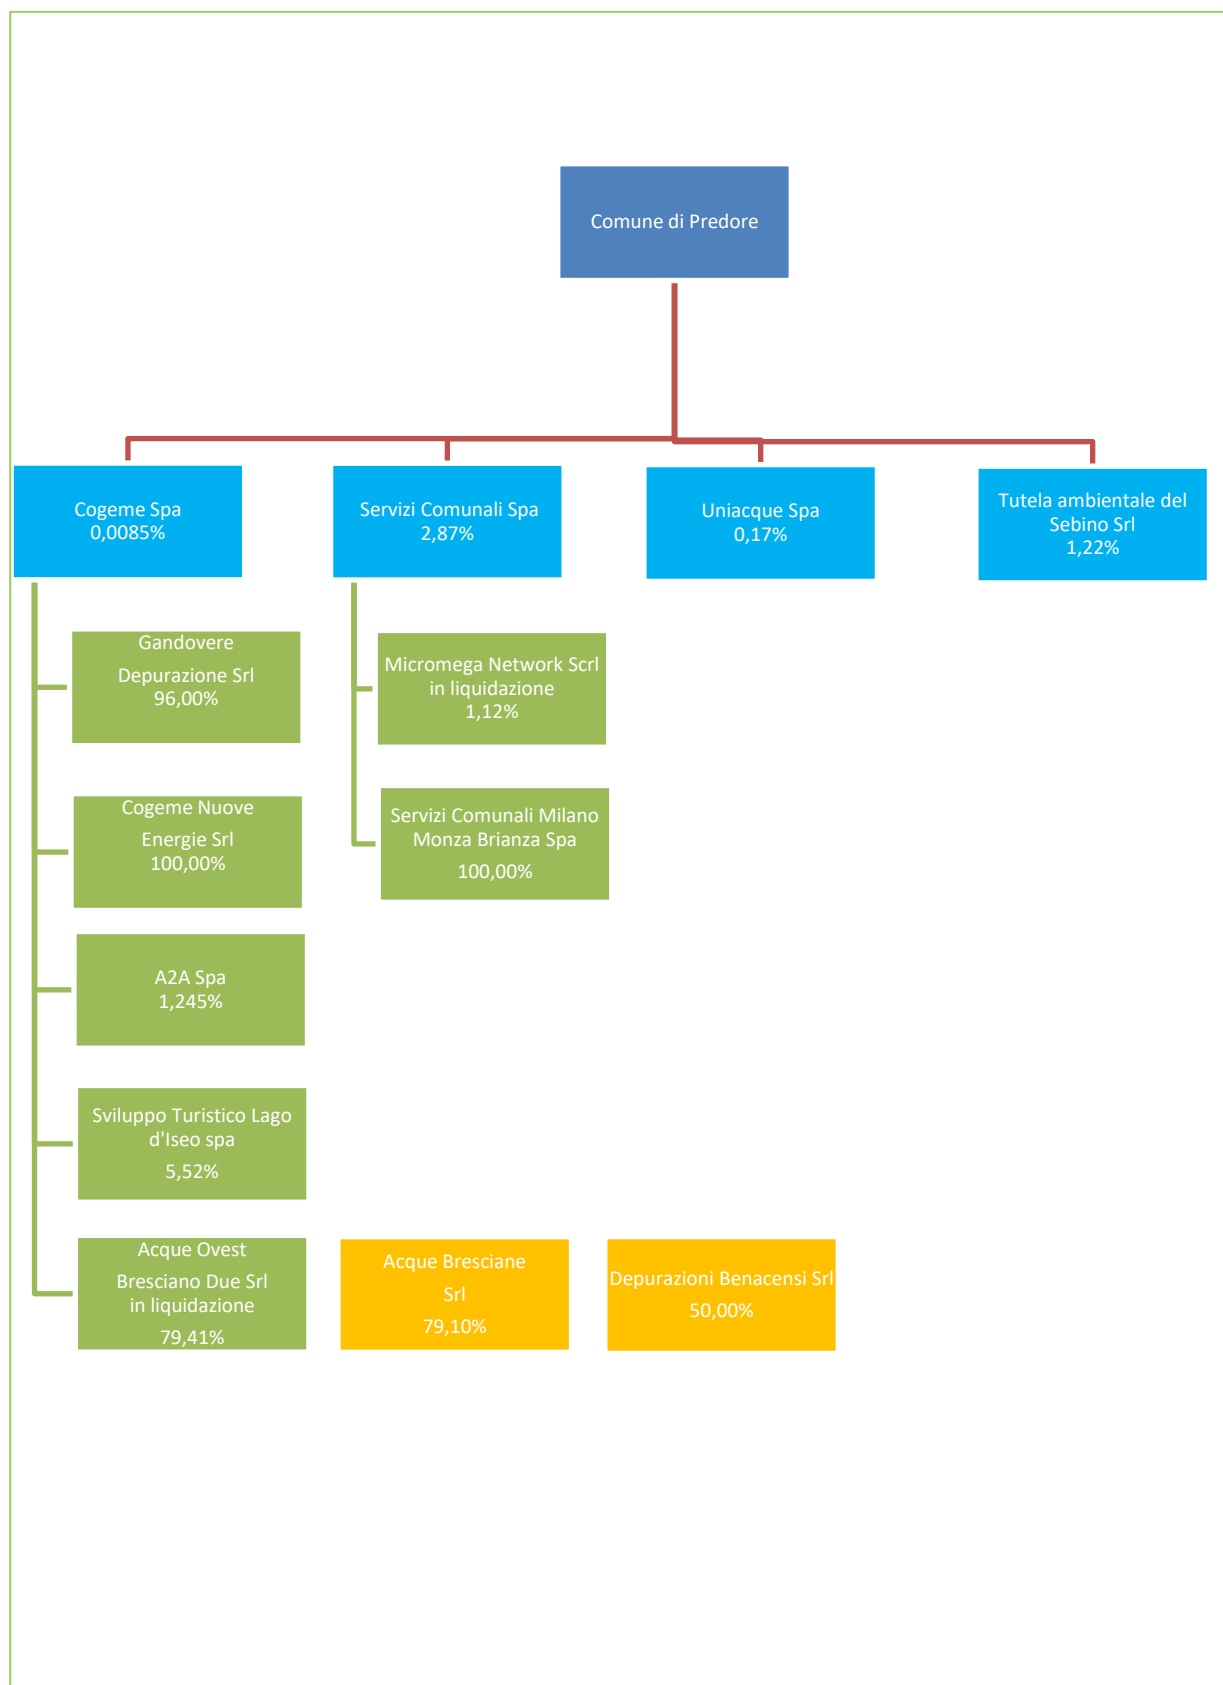 Comune di Predore
Cogeme Spa
0,0085%
Servizi Comunali Spa
2,87%
Uniacque Spa
0,17%
Tutela ambientale del
Sebino Srl
1,22%
Gandovere
Depurazione Srl
96,00%
Micromega Network Scrl
in liquidazione
1,12%
Cogeme Nuove
Energie Srl
100,00%
Servizi Comunali Milano
Monza Brianza Spa
100,00%
A2A Spa
1,245%
Sviluppo Turistico Lago
d'Iseo spa
5,52%
Acque Ovest
Bresciano Due Srl
in liquidazione
79,41%
Acque Bresciane
Srl
79,10%
Depurazioni Benacensi Srl
50,00%